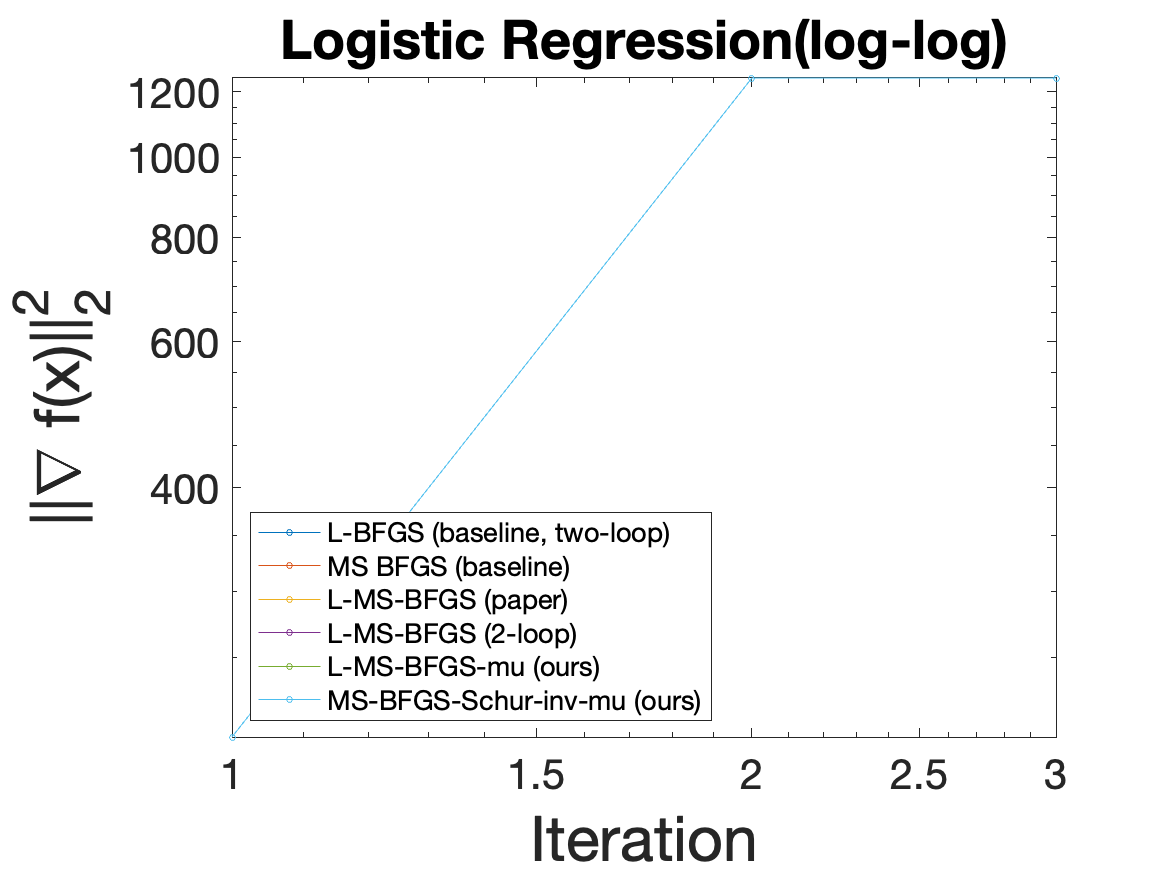 Logistic Regression(log-log)
1200
1000
800
600
400
||∇ f(x)||₂²
L-BFGS (baseline, two-loop)
MS BFGS (baseline)
L-MS-BFGS (paper)
L-MS-BFGS (2-loop)
L-MS-BFGS-mu (ours)
MS-BFGS-Schur-inv-mu (ours)
1 1.5 2 2.5 3
Iteration